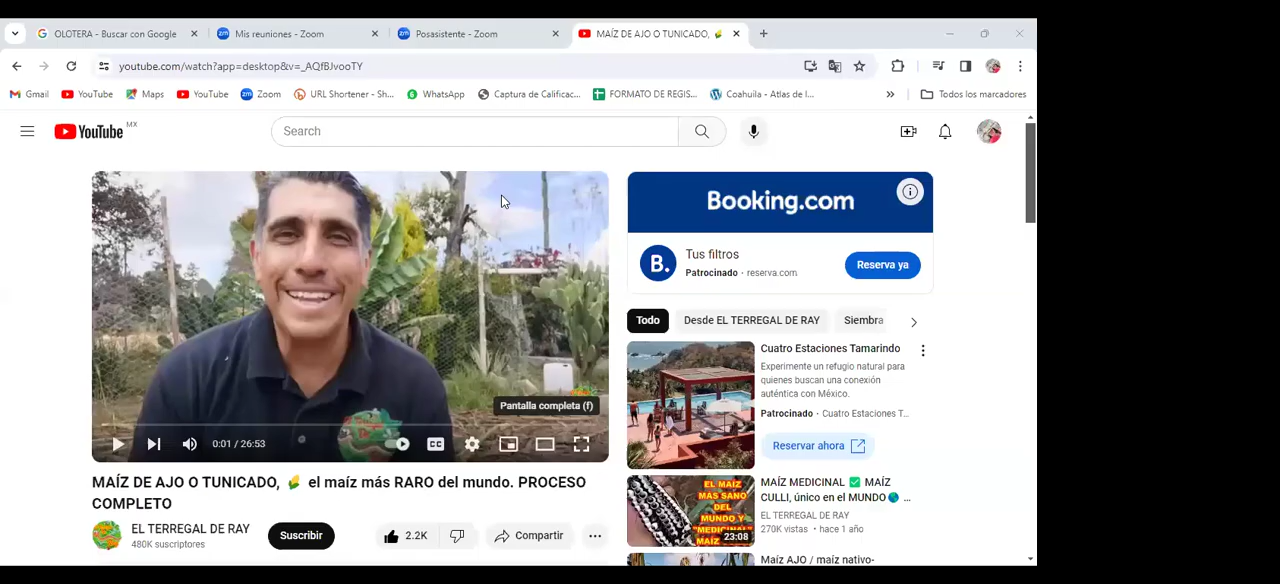 OLOTERA - Buscar con Google
Mis reuniones - Zoom
Posasistente - Zoom
MAÍZ DE AJO O TUNICADO,
youtube.com/watch?app=desktop&v=_AQfBJvooTY
Gmail
YouTube
Maps
YouTube
Zoom
URL Shortener - Sh...
WhatsApp
Captura de Calificac...
FORMATO DE REGIS...
Coahuila - Atlas de l...
Todos los marcadores
YouTube MX
Search
Pantalla completa (f)
0:01 / 26:53
CC
MAÍZ DE AJO O TUNICADO, 🌽 el maíz más RARO del mundo. PROCESO
COMPLETO
EL TERREGAL DE RAY
480K suscriptores
Suscribir
2.2K
Compartir
Booking.com
B.
Tus filtros
Patrocinado · reserva.com
Reserva ya
Todo
Desde EL TERREGAL DE RAY
Siembra
Cuatro Estaciones Tamarindo
Experimente un refugio natural para
quienes buscan una conexión
auténtica con México.
Patrocinado · Cuatro Estaciones T...
Reservar ahora
EL MAIZ
MÁS SANO
DEL
MUNDO Y
23:08
MAÍZ MEDICINAL ✅ MAÍZ
CULLI, único en el MUNDO🌎 ...
EL TERREGAL DE RAY
270K vistas · hace 1 año
Maíz AJO / maíz nativo-